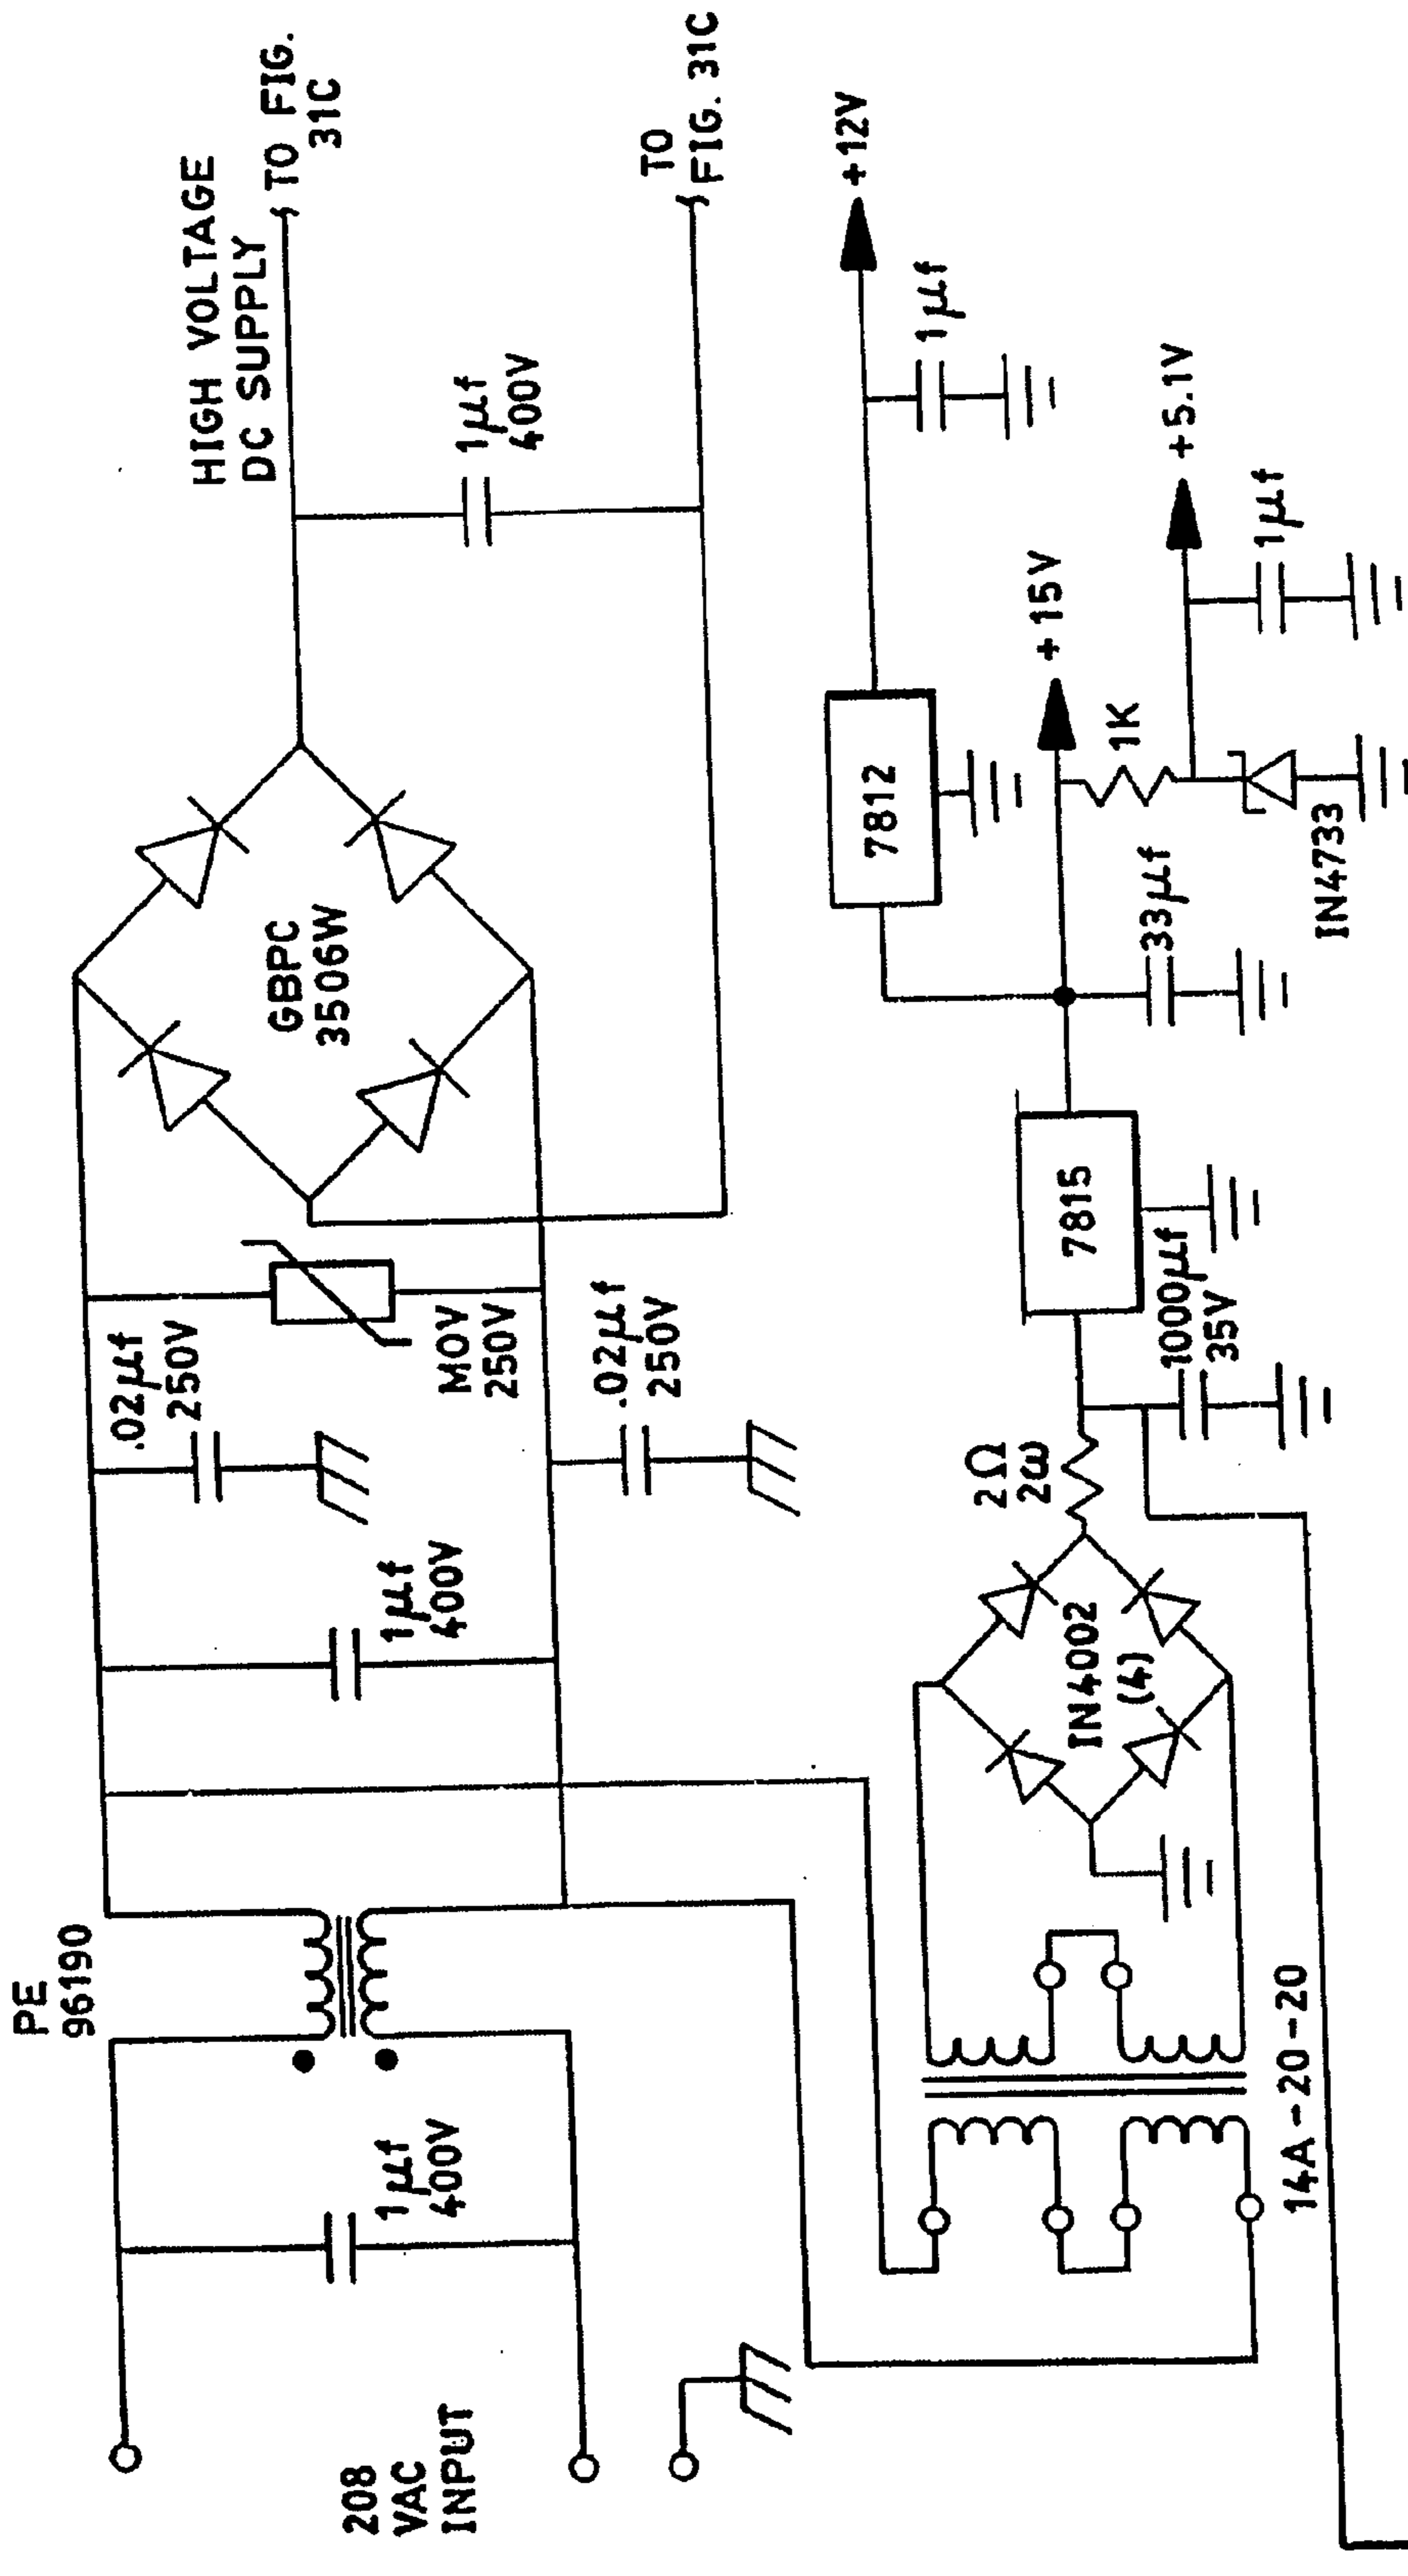 208
VAC
INPUT
1µf
400V
PE
96190
1µf
400V
.02µf
250V
MOV
250V
.02µf
250V
GBPC
3506W
1µf
400V
HIGH VOLTAGE
DC SUPPLY
TO FIG.
31C
TO
FIG. 31C
14A-20-20
IN4002
(4)
2Ω
2ω
1000µf
35V
7815
33µf
7812
1µf
+12V
+15V
1K
IN4733
1µf
+5.1V